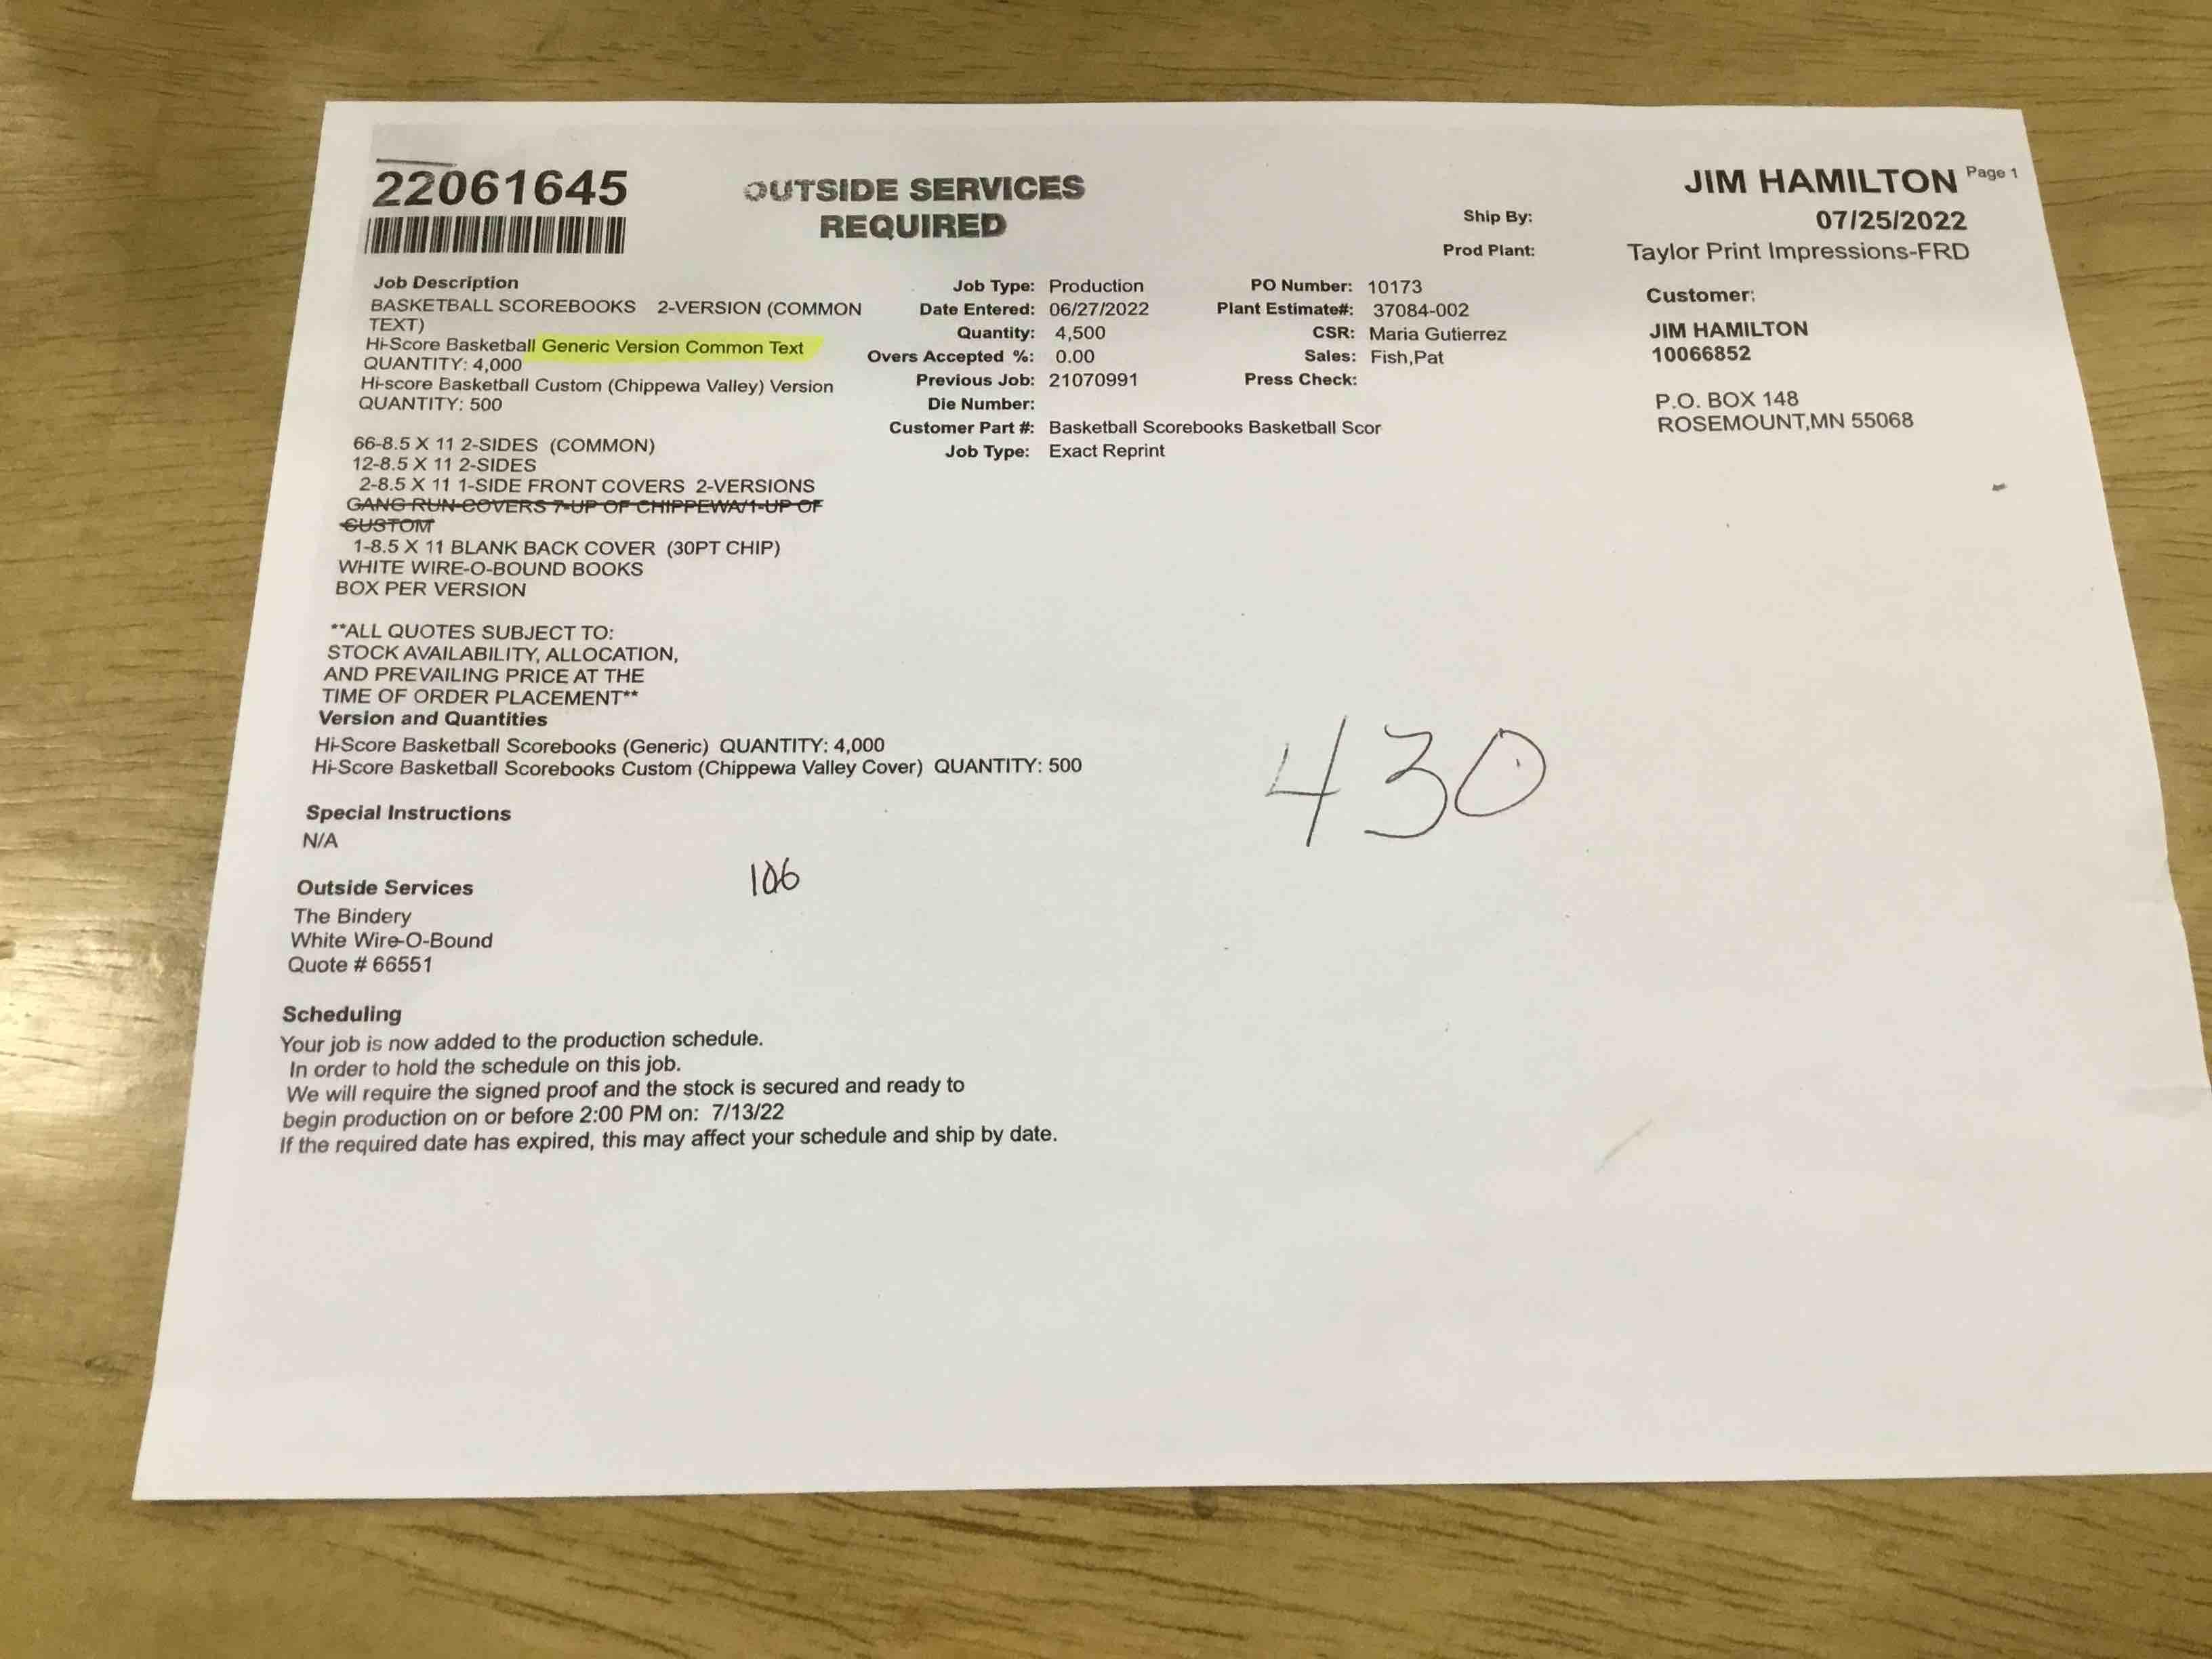 22061645
OUTSIDE SERVICES
REQUIRED
JIM HAMILTON Page 1
Ship By: 07/25/2022
Prod Plant: Taylor Print Impressions-FRD
Job Description
BASKETBALL SCOREBOOKS 2-VERSION (COMMON
TEXT)
Hi-Score Basketball Generic Version Common Text
QUANTITY: 4,000
Hi-score Basketball Custom (Chippewa Valley) Version
QUANTITY: 500
66-8.5 X 11 2-SIDES (COMMON)
12-8.5 X 11 2-SIDES
2-8.5 X 11 1-SIDE FRONT COVERS 2-VERSIONS
GANG RUN COVERS 7-UP OF CHIPPEWA/1-UP OF
CUSTOM
1-8.5 X 11 BLANK BACK COVER (30PT CHIP)
WHITE WIRE-O-BOUND BOOKS
BOX PER VERSION
**ALL QUOTES SUBJECT TO:
STOCK AVAILABILITY, ALLOCATION,
AND PREVAILING PRICE AT THE
TIME OF ORDER PLACEMENT**
Job Type: Production
Date Entered: 06/27/2022
Quantity: 4,500
Overs Accepted %: 0.00
Previous Job: 21070991
Die Number:
Customer Part #: Basketball Scorebooks Basketball Scor
Job Type: Exact Reprint
PO Number: 10173
Plant Estimate#: 37084-002
CSR: Maria Gutierrez
Sales: Fish,Pat
Press Check:
Customer:
JIM HAMILTON
10066852
P.O. BOX 148
ROSEMOUNT,MN 55068
Version and Quantities
Hi-Score Basketball Scorebooks (Generic) QUANTITY: 4,000
Hi-Score Basketball Scorebooks Custom (Chippewa Valley Cover) QUANTITY: 500
430
Special Instructions
N/A
106
Outside Services
The Bindery
White Wire-O-Bound
Quote # 66551
Scheduling
Your job is now added to the production schedule.
In order to hold the schedule on this job.
We will require the signed proof and the stock is secured and ready to
begin production on or before 2:00 PM on: 7/13/22
If the required date has expired, this may affect your schedule and ship by date.